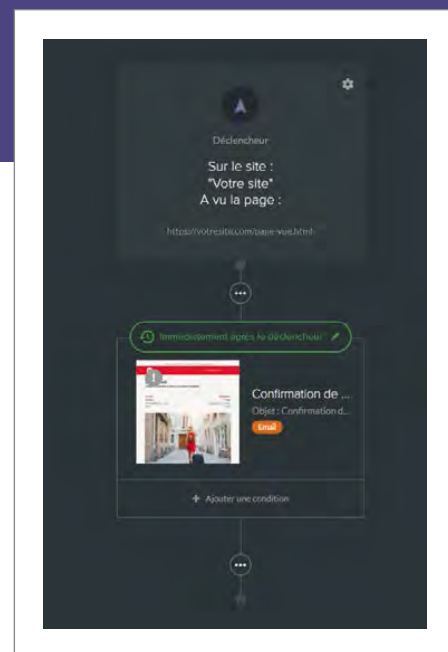 Déclencheur
Sur le site :
"Votre site"
A vu la page :
https://votresite.com/page-vue.html
Immédiatement après le déclencheur
Confirmation de ...
Objet : Confirmation d...
Email
+ Ajouter une condition